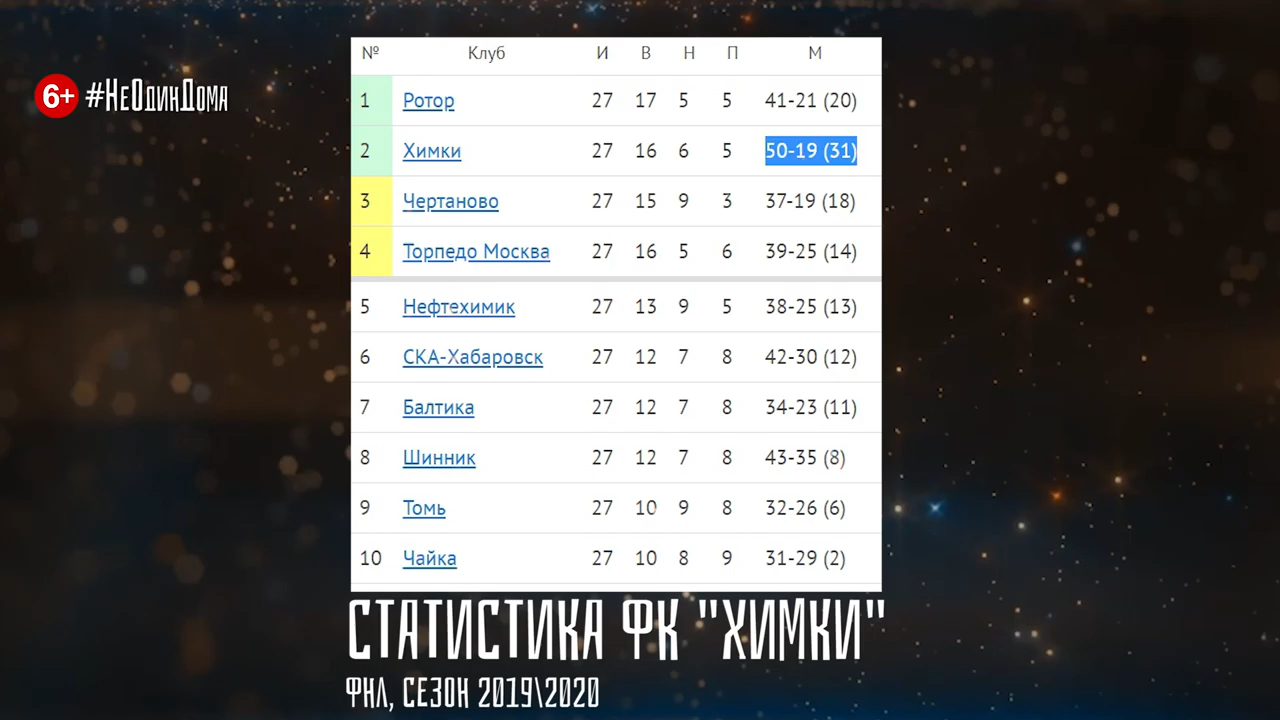 № Клуб И В Н П М
6+ #НеОдинДома
1 Ротор 27 17 5 5 41-21 (20)
2 Химки 27 16 6 5 50-19 (31)
3 Чертаново 27 15 9 3 37-19 (18)
4 Торпедо Москва 27 16 5 6 39-25 (14)
5 Нефтехимик 27 13 9 5 38-25 (13)
6 СКА-Хабаровск 27 12 7 8 42-30 (12)
7 Балтика 27 12 7 8 34-23 (11)
8 Шинник 27 12 7 8 43-35 (8)
9 Томь 27 10 9 8 32-26 (6)
10 Чайка 27 10 8 9 31-29 (2)
СТАТИСТИКА ФК "ХИМКИ"
ФНЛ, СЕЗОН 2019\2020